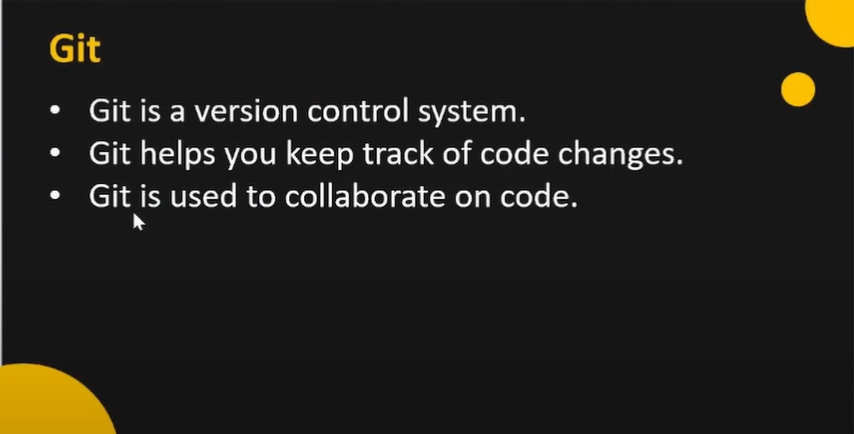 Git
• Git is a version control system.
• Git helps you keep track of code changes.
• Git is used to collaborate on code.